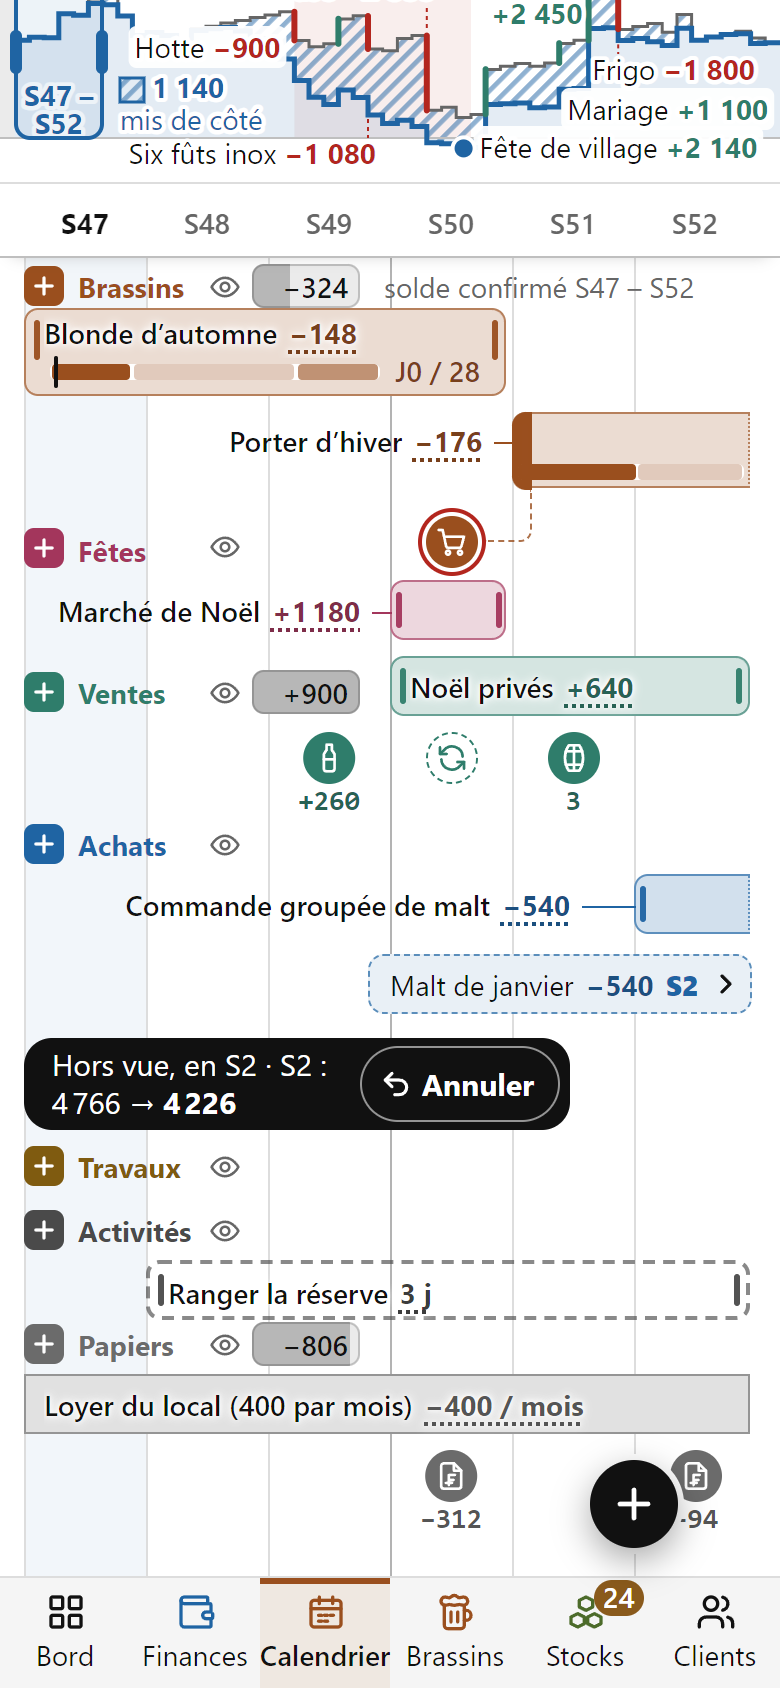 +2 450
Hotte −900
Frigo −1 800
S47 –
S52
1 140
mis de côté
Mariage +1 100
Six fûts inox −1 080
Fête de village +2 140
S47 S48 S49 S50 S51 S52
Brassins −324 solde confirmé S47 – S52
Blonde d’automne −148
J0 / 28
Porter d’hiver −176
Fêtes
Marché de Noël +1 180
Ventes +900
Noël privés +640
+260 3
Achats
Commande groupée de malt −540
Malt de janvier −540 S2
Hors vue, en S2 · S2 :
4 766 → 4 226
Annuler
Travaux
Activités
Ranger la réserve 3 j
Papiers −806
Loyer du local (400 par mois) −400 / mois
−312 -94
24
Bord Finances Calendrier Brassins Stocks Clients